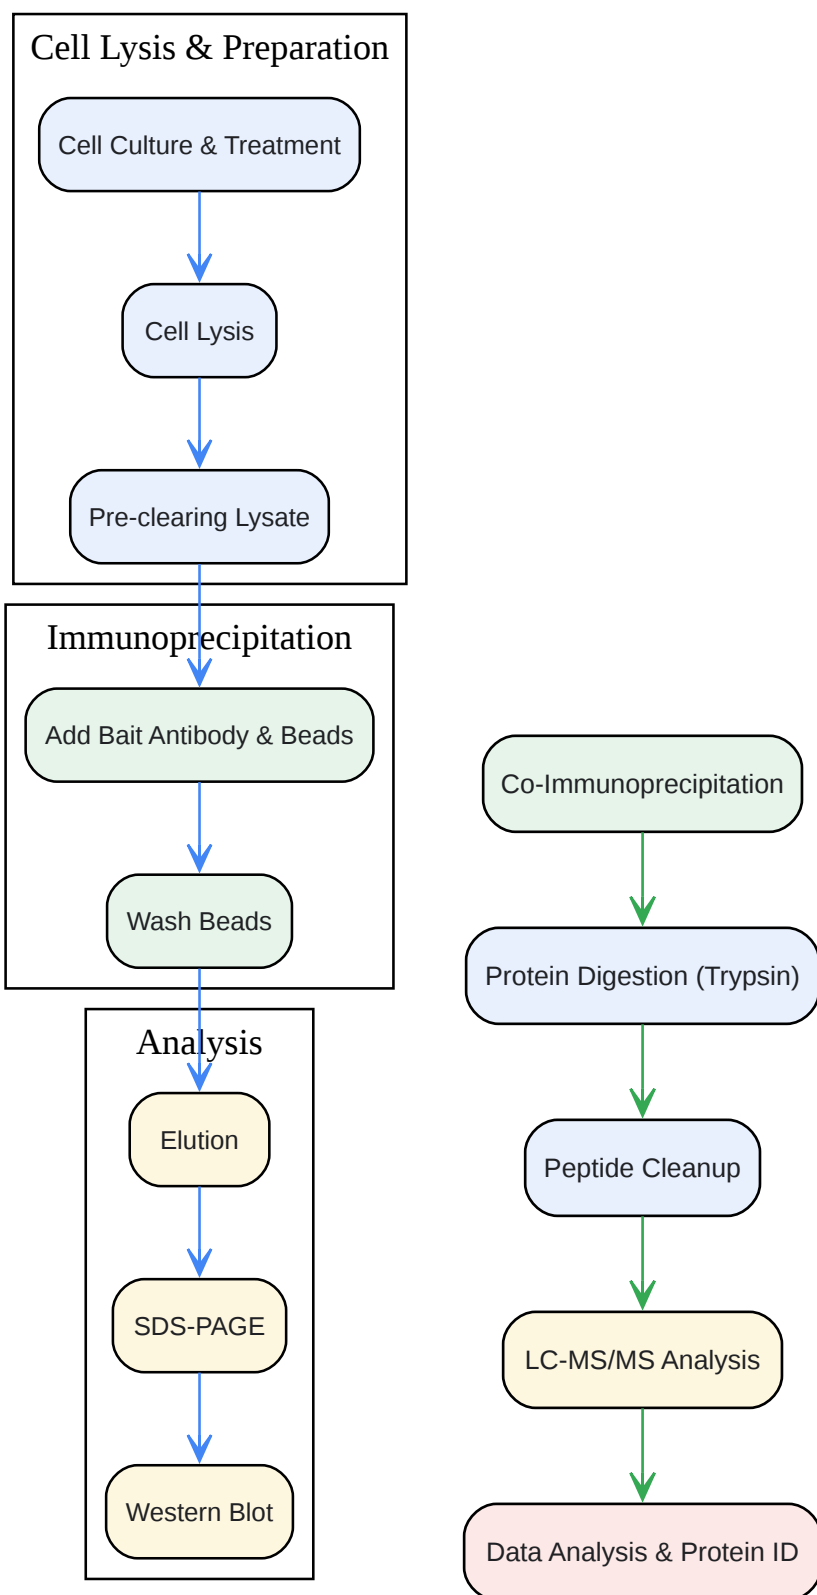 Cell Lysis & Preparation
Cell Culture & Treatment
Cell Lysis
Pre-clearing Lysate
Immunoprecipitation
Add Bait Antibody & Beads
Wash Beads
Analysis
Elution
SDS-PAGE
Western Blot
Co-Immunoprecipitation
Protein Digestion (Trypsin)
Peptide Cleanup
LC-MS/MS Analysis
Data Analysis & Protein ID